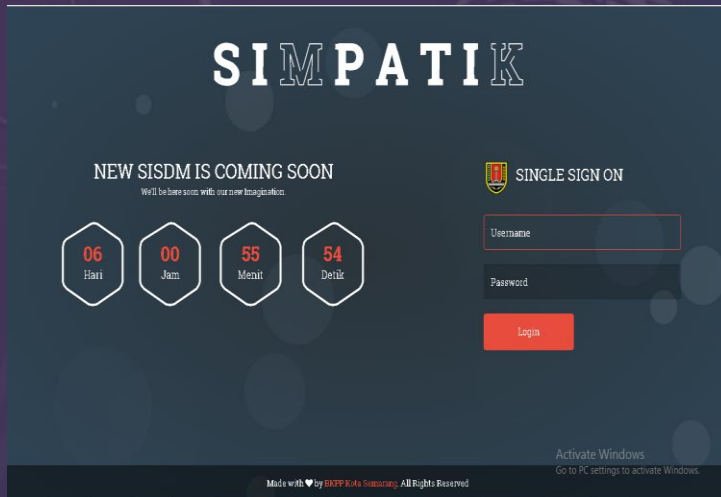 SIMPATIK
NEW SISDM IS COMING SOON
We'll be here soon with our new Imagination.
06
Hari
00
Jam
55
Menit
54
Detik
SINGLE SIGN ON
Username
Password
Login
Activate Windows
Go to PC settings to activate Windows.
Made with ♥ by BKPP Kota Semarang. All Rights Reserved